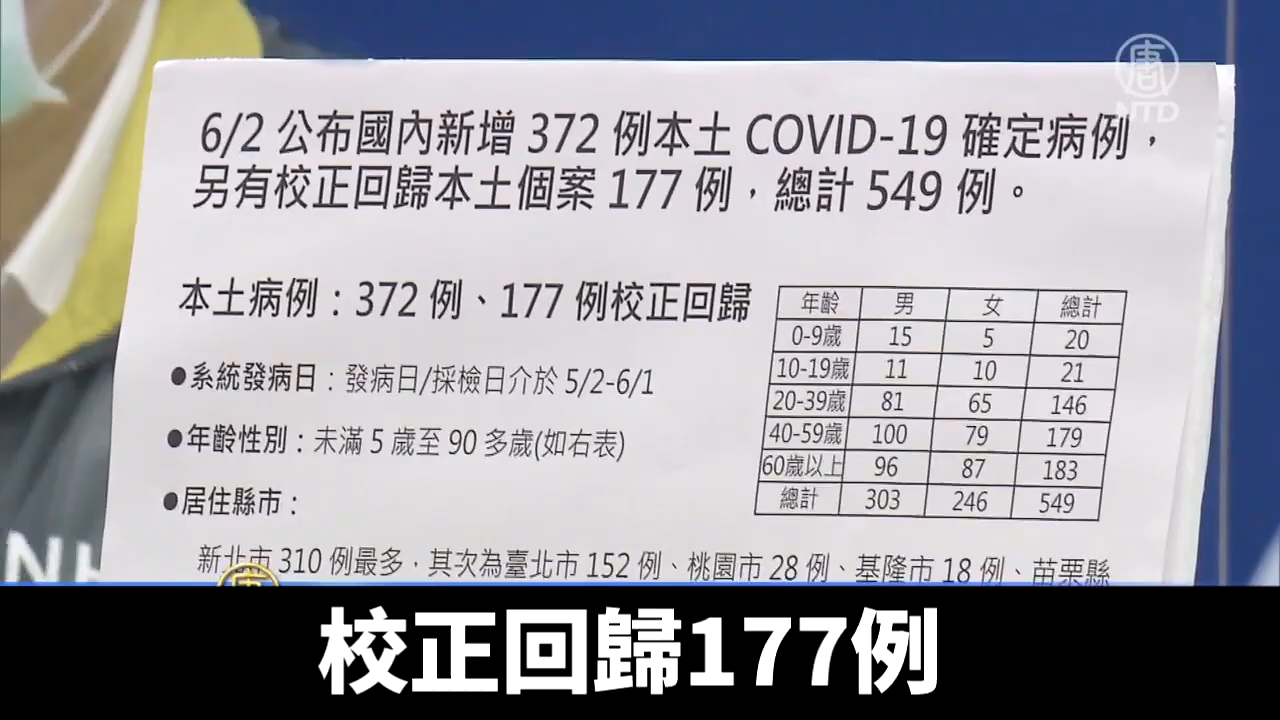 唐
NTD
6/2 公布國內新增 372 例本土 COVID-19 確定病例，
另有校正回歸本土個案 177 例，總計 549 例。
本土病例：372 例、177 例校正回歸
●系統發病日：發病日/採檢日介於 5/2-6/1
●年齡性別：未滿 5 歲至 90 多歲(如右表)
●居住縣市：
新北市 310 例最多，其次為臺北市 152 例、桃園市 28 例、基隆市 18 例、苗栗縣
年齡 男 女 總計
0-9歲 15 5 20
10-19歲 11 10 21
20-39歲 81 65 146
40-59歲 100 79 179
60歲以上 96 87 183
總計 303 246 549
唐
校正回歸177例